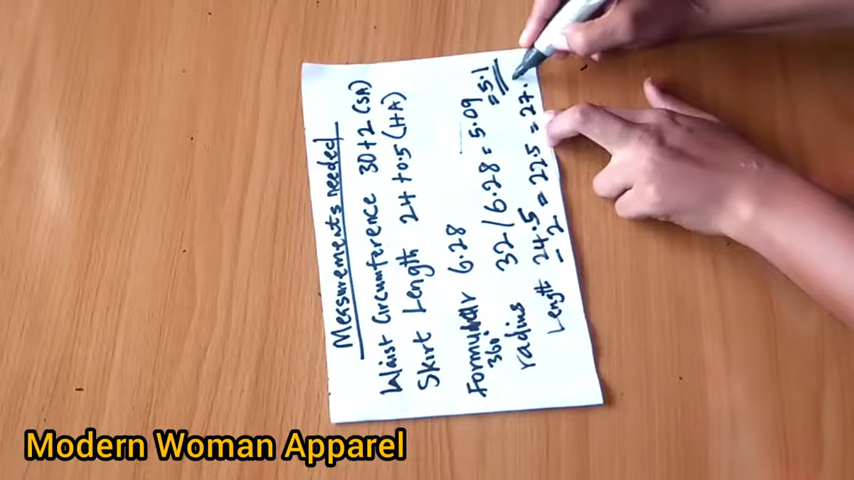 Measurements needed
Waist Circumference 30+2 (SA)
Skirt Length 24 +0.5 (HA)
360° 6.28
radius 32/6.28 = 5.09
= 5.1
Length 24.5 - 2 = 22.5 = 27.
Modern Woman Apparel